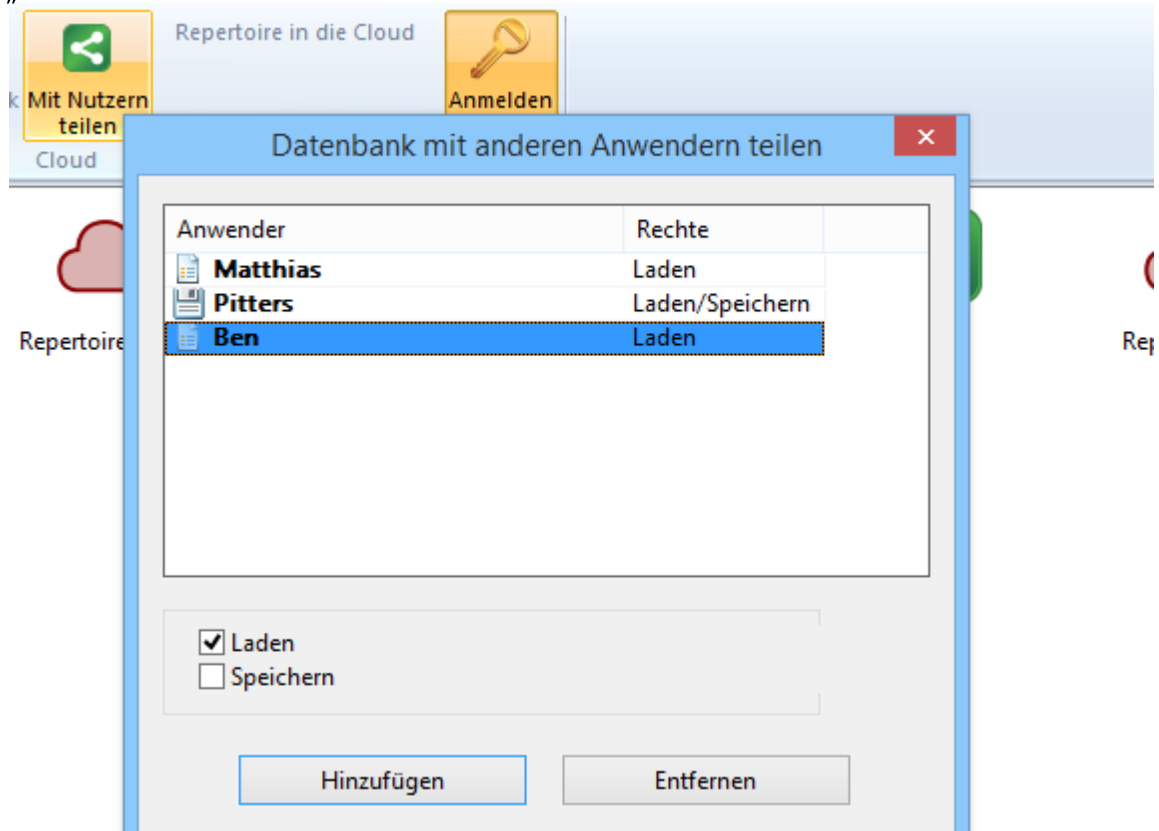 „
Repertoire in die Cloud
k Mit Nutzern
teilen
Anmelden
Cloud
Datenbank mit anderen Anwendern teilen
Anwender Rechte
Matthias Laden
Pitters Laden/Speichern
Ben Laden
Repertoire
Rep
Laden
Speichern
Hinzufügen Entfernen